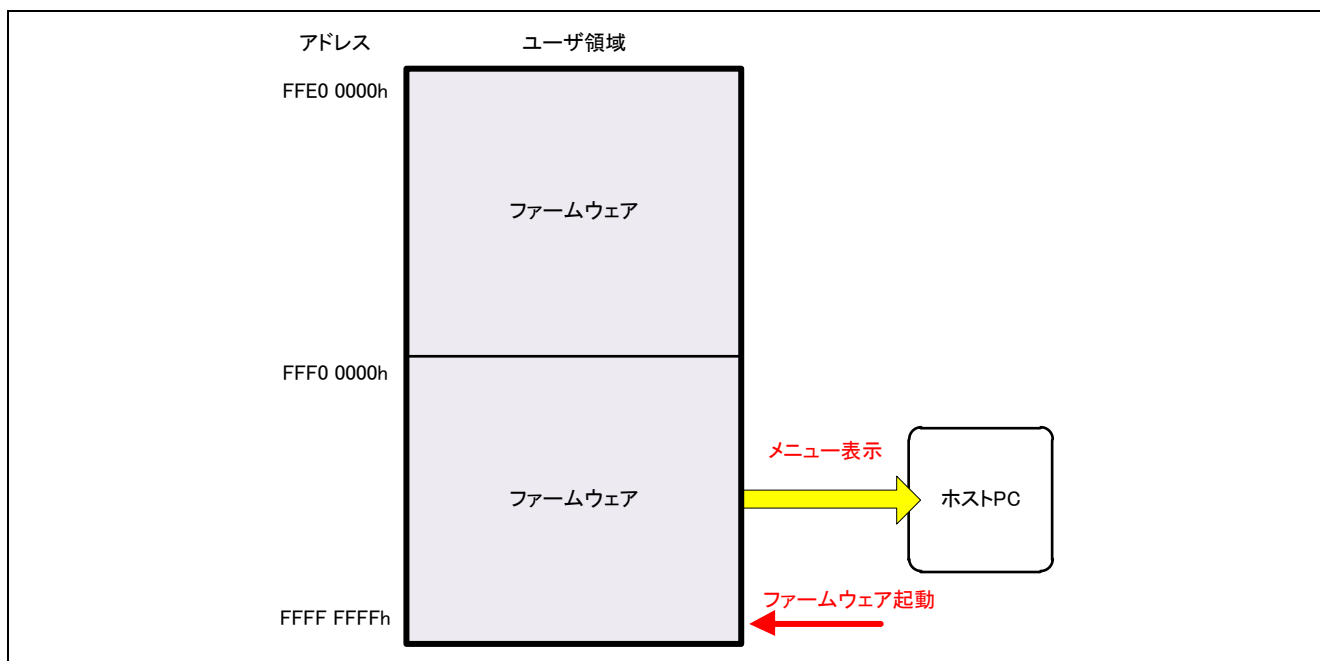 アドレス
ユーザ領域
FFE0 0000h
ファームウェア
FFF0 0000h
メニュー表示
ファームウェア
ホストPC
ファームウェア起動
FFFF FFFFh